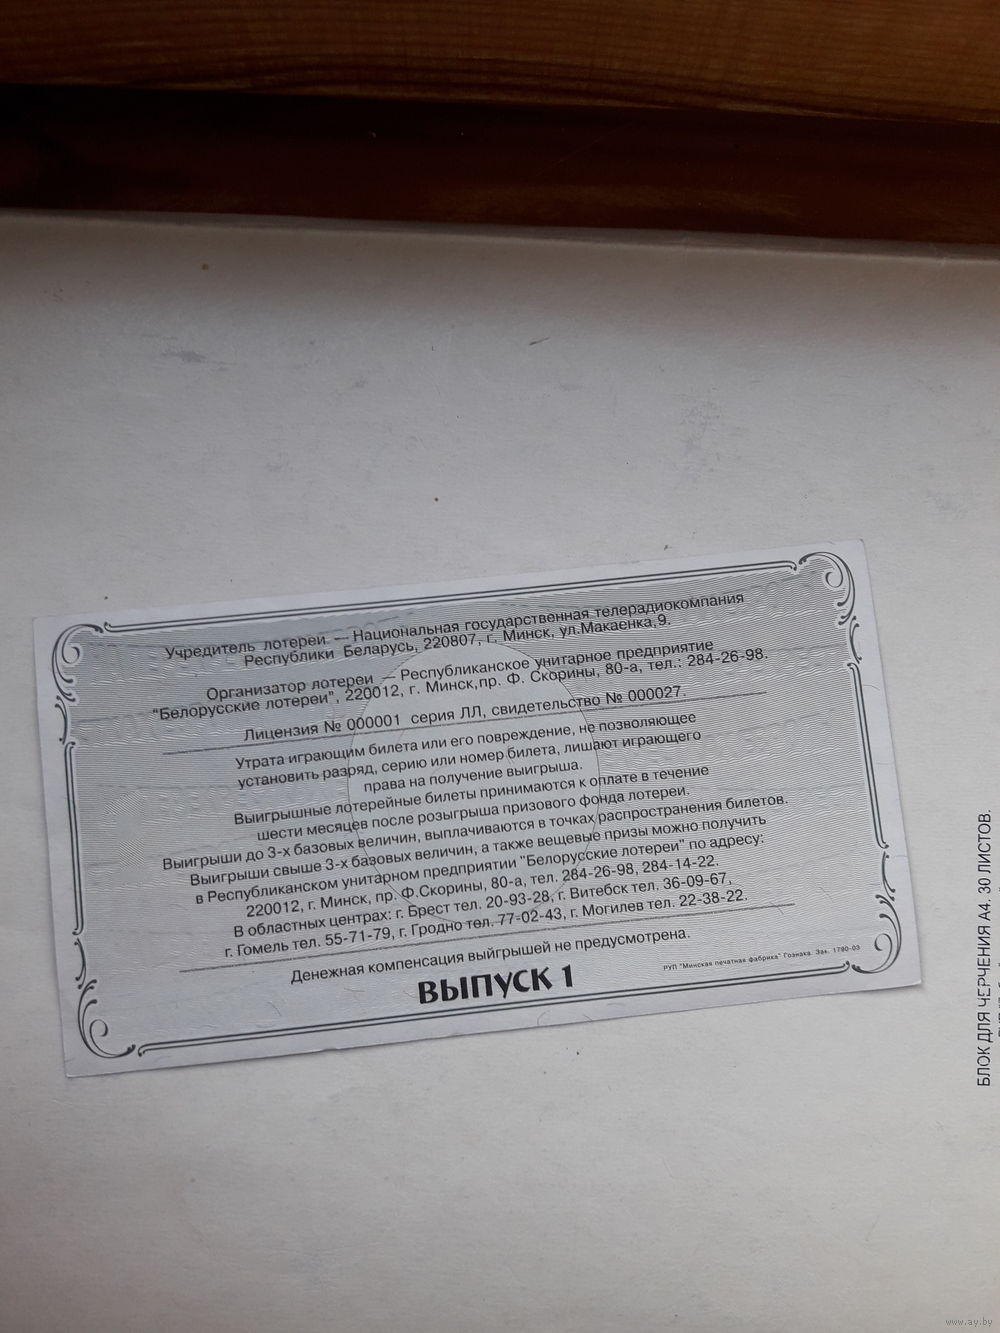 Учредитель лотереи — Национальная государственная телерадиокомпания
Республики Беларусь, 220807, г. Минск, ул.Макаенка,9.
Организатор лотереи — Республиканское унитарное предприятие
"Белорусские лотереи", 220012, г. Минск,пр. Ф. Скорины, 80-а, тел.: 284-26-98.
Лицензия № 000001 серия ЛЛ, свидетельство № 000027.
Утрата играющим билета или его повреждение, не позволяющее
установить разряд, серию или номер билета, лишают играющего
права на получение выигрыша.
Выигрышные лотерейные билеты принимаются к оплате в течение
шести месяцев после розыгрыша призового фонда лотереи.
Выигрыши до 3-х базовых величин, выплачиваются в точках распространения билетов.
Выигрыши свыше 3-х базовых величин, а также вещевые призы можно получить
в Республиканском унитарном предприятии "Белорусские лотереи" по адресу:
220012, г. Минск, пр. Ф.Скорины, 80-а, тел. 284-26-98, 284-14-22.
В областных центрах: г. Брест тел. 20-93-28, г. Витебск тел. 36-09-67,
г. Гомель тел. 55-71-79, г. Гродно тел. 77-02-43, г. Могилев тел. 22-38-22.
Денежная компенсация выйгрышей не предусмотрена.
ВЫПУСК 1
РУП "Минская печатная фабрика" Гознака. Зак. 1790-03
БЛОК ДЛЯ ЧЕРЧЕНИЯ А4. 30 ЛИСТОВ.
www.ay.by